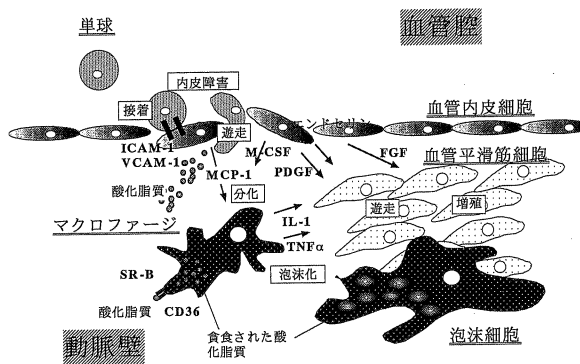 単球
血管腔
内皮障害
接着
遊走
エンドセリン
血管内皮細胞
ICAM-1
VCAM-1
M-CSF
FGF
血管平滑筋細胞
MCP-1
PDGF
酸化脂質
分化
マクロファージ
IL-1
遊走
増殖
TNFα
SR-B
泡沫化
酸化脂質
CD36
貪食された酸
化脂質
動脈壁
泡沫細胞